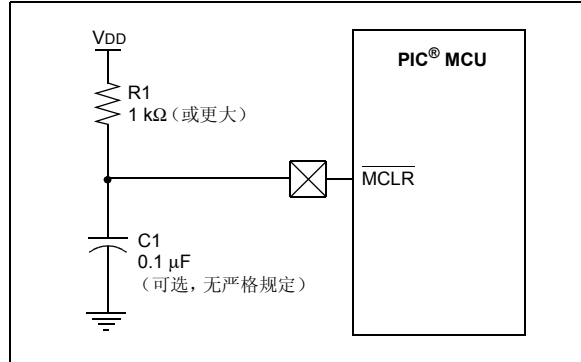 VDD
PIC® MCU
R1
1 kΩ（或更大）
MCLR
C1
0.1 μF
（可选，无严格规定）